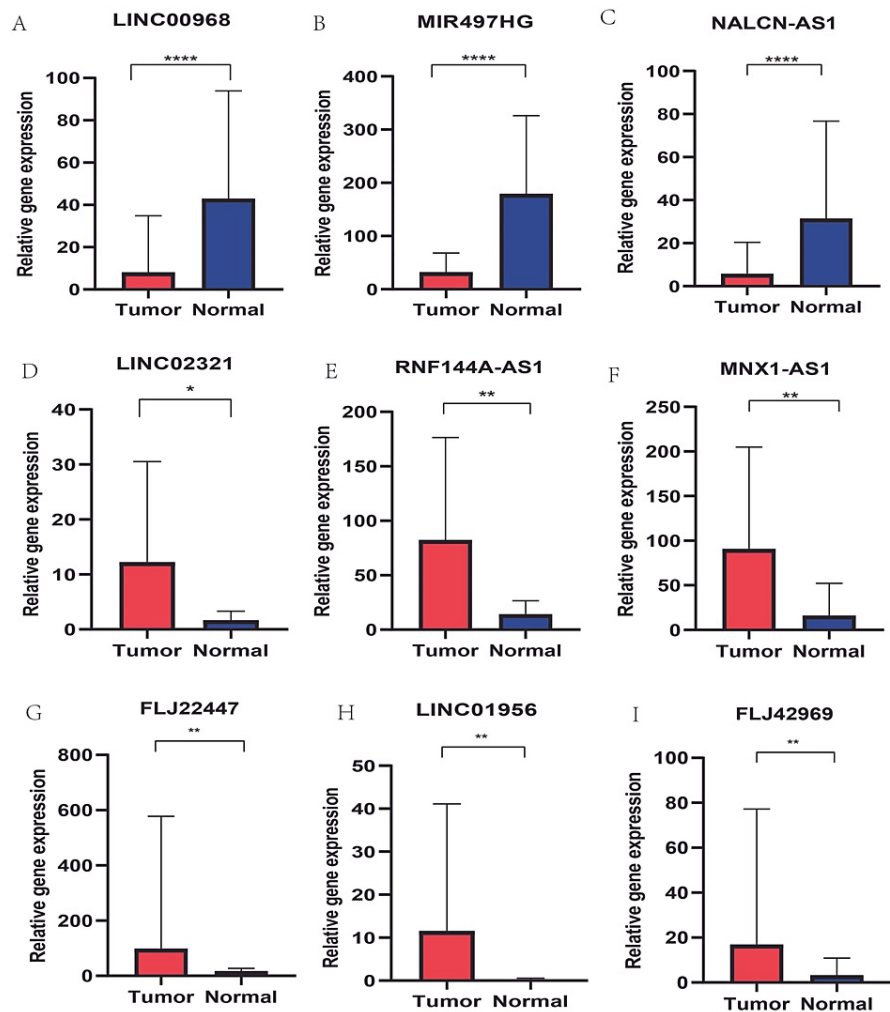 A
LINC00968
****
Relative gene expression
100
80
60
40
20
0
Tumor Normal
B
MIR497HG
****
Relative gene expression
400
300
200
100
0
Tumor Normal
C
NALCN-AS1
****
Relative gene expression
100
80
60
40
20
0
Tumor Normal
D
LINC02321
*
Relative gene expression
40
30
20
10
0
Tumor Normal
E
RNF144A-AS1
**
Relative gene expression
200
150
100
50
0
Tumor Normal
F
MNX1-AS1
**
Relative gene expression
250
200
150
100
50
0
Tumor Normal
G
FLJ22447
**
Relative gene expression
800
600
400
200
0
Tumor Normal
H
LINC01956
**
Relative gene expression
50
40
30
20
10
0
Tumor Normal
I
FLJ42969
**
Relative gene expression
100
80
60
40
20
0
Tumor Normal